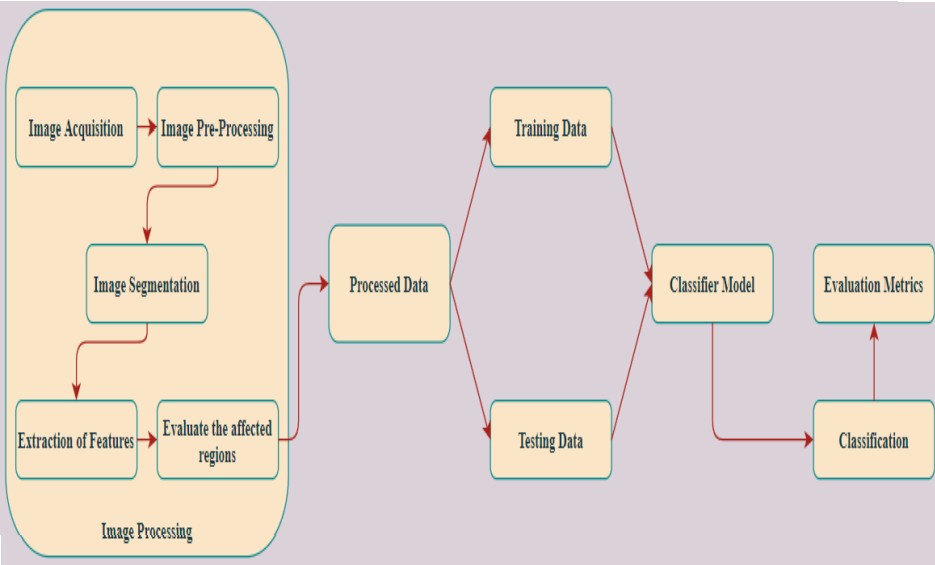 Image Acquisition
Image Pre-Processing
Image Segmentation
Extraction of Features
Evaluate the affected
regions
Image Processing
Processed Data
Training Data
Testing Data
Classifier Model
Classification
Evaluation Metrics